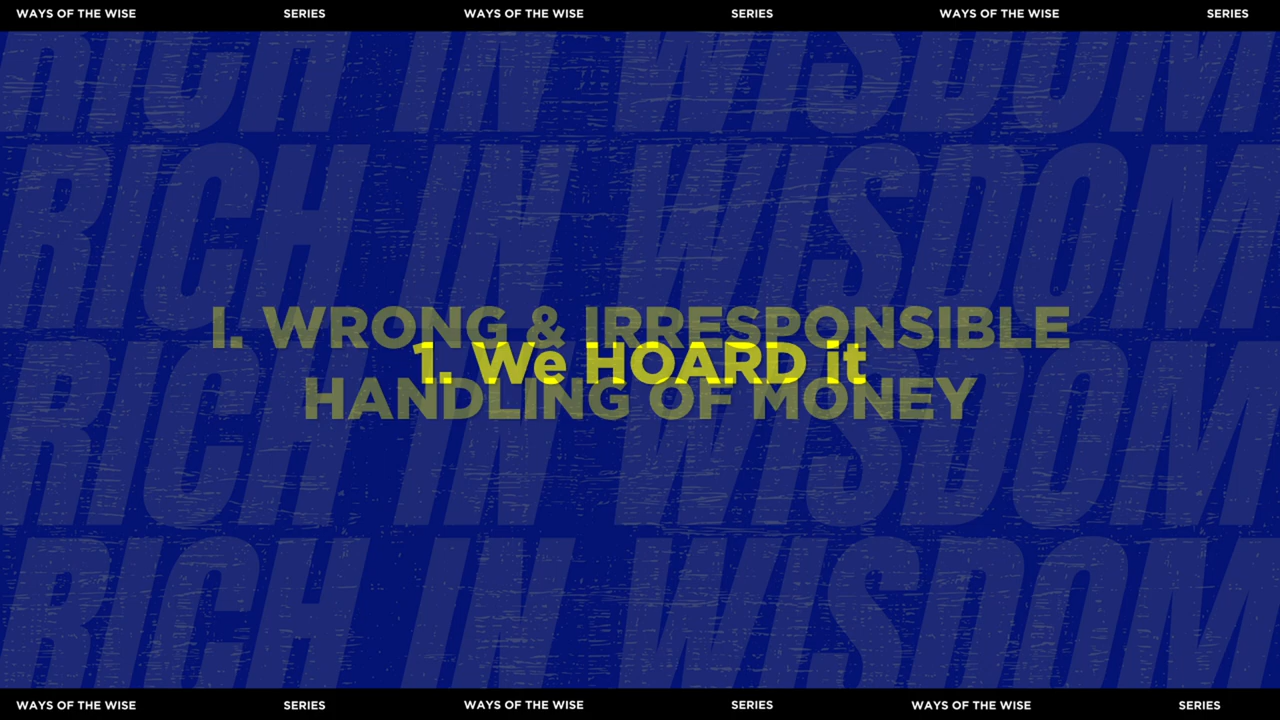 WAYS OF THE WISE SERIES WAYS OF THE WISE SERIES WAYS OF THE WISE SERIES
RICH IN WISDOM
RICH IN WISDOM
I. WRONG & IRRESPONSIBLE
1. We HOARD it
HANDLING OF MONEY
RICH IN WISDOM
RICH IN WISDOM
WAYS OF THE WISE SERIES WAYS OF THE WISE SERIES WAYS OF THE WISE SERIES